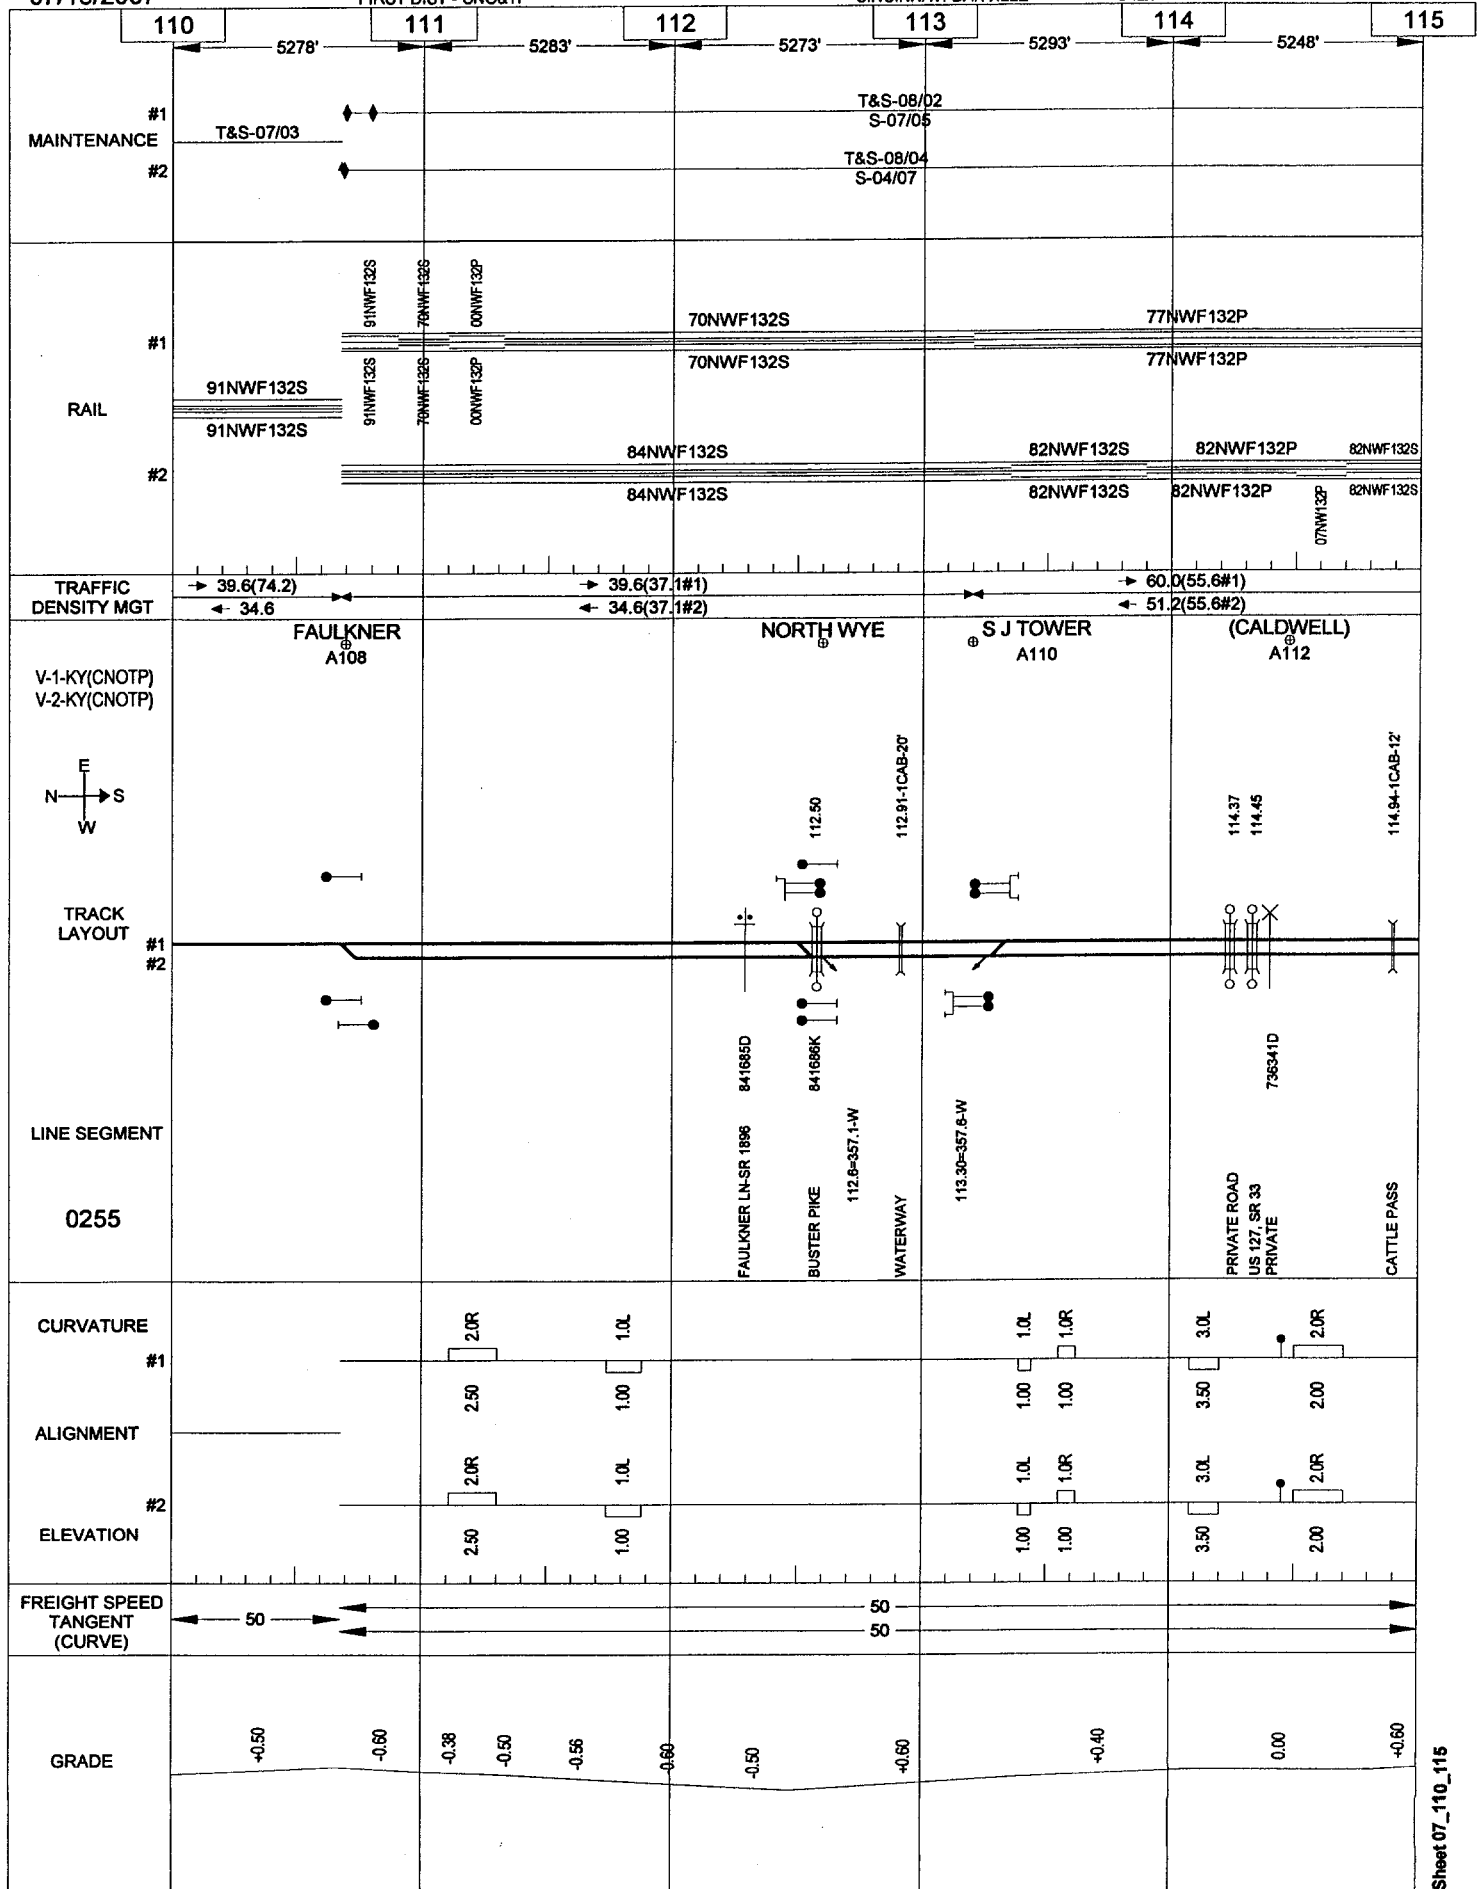 110 111 112 113 114 115
5278' 5283' 5273' 5293' 5248'
#1
T&S-08/02
S-07/05
MAINTENANCE
T&S-07/03
#2
T&S-08/04
S-04/07
91NWF132S 70NWF132S 00NWF132P
70NWF132S 77NWF132P
#1
70NWF132S 77NWF132P
91NWF132S 70NWF132S 00NWF132P
91NWF132S
RAIL
91NWF132S
84NWF132S 82NWF132S 82NWF132P 82NWF132S
#2
84NWF132S 82NWF132S 82NWF132P 82NWF132S
07NW132P
TRAFFIC
DENSITY MGT
39.6(74.2) 39.6(37.1#1) 60.0(55.6#1)
34.6 34.6(37.1#2) 51.2(55.6#2)
FAULKNER NORTH WYE S J TOWER (CALDWELL)
A108 A110 A112
V-1-KY(CNOTP)
V-2-KY(CNOTP)
E
N S
W
112.50 112.91-1CAB-20' 114.37 114.45 114.94-1CAB-12'
TRACK
LAYOUT
#1
#2
841685D 841686K 736341D
LINE SEGMENT
0255
FAULKNER LN-SR 1896
BUSTER PIKE
112.6=357.1-W
WATERWAY
113.30=357.6-W
PRIVATE ROAD
US 127, SR 33
PRIVATE
CATTLE PASS
CURVATURE
2.0R 1.0L 1.0L 1.0R 3.0L 2.0R
#1
2.50 1.00 1.00 1.00 3.50 2.00
ALIGNMENT
2.0R 1.0L 1.0L 1.0R 3.0L 2.0R
#2
ELEVATION
2.50 1.00 1.00 1.00 3.50 2.00
FREIGHT SPEED
TANGENT
(CURVE)
50 50
50
GRADE
+0.50 -0.60 -0.38 -0.50 -0.56 -0.60 -0.50 +0.60 +0.40 0.00 +0.60
Sheet 07_110_115